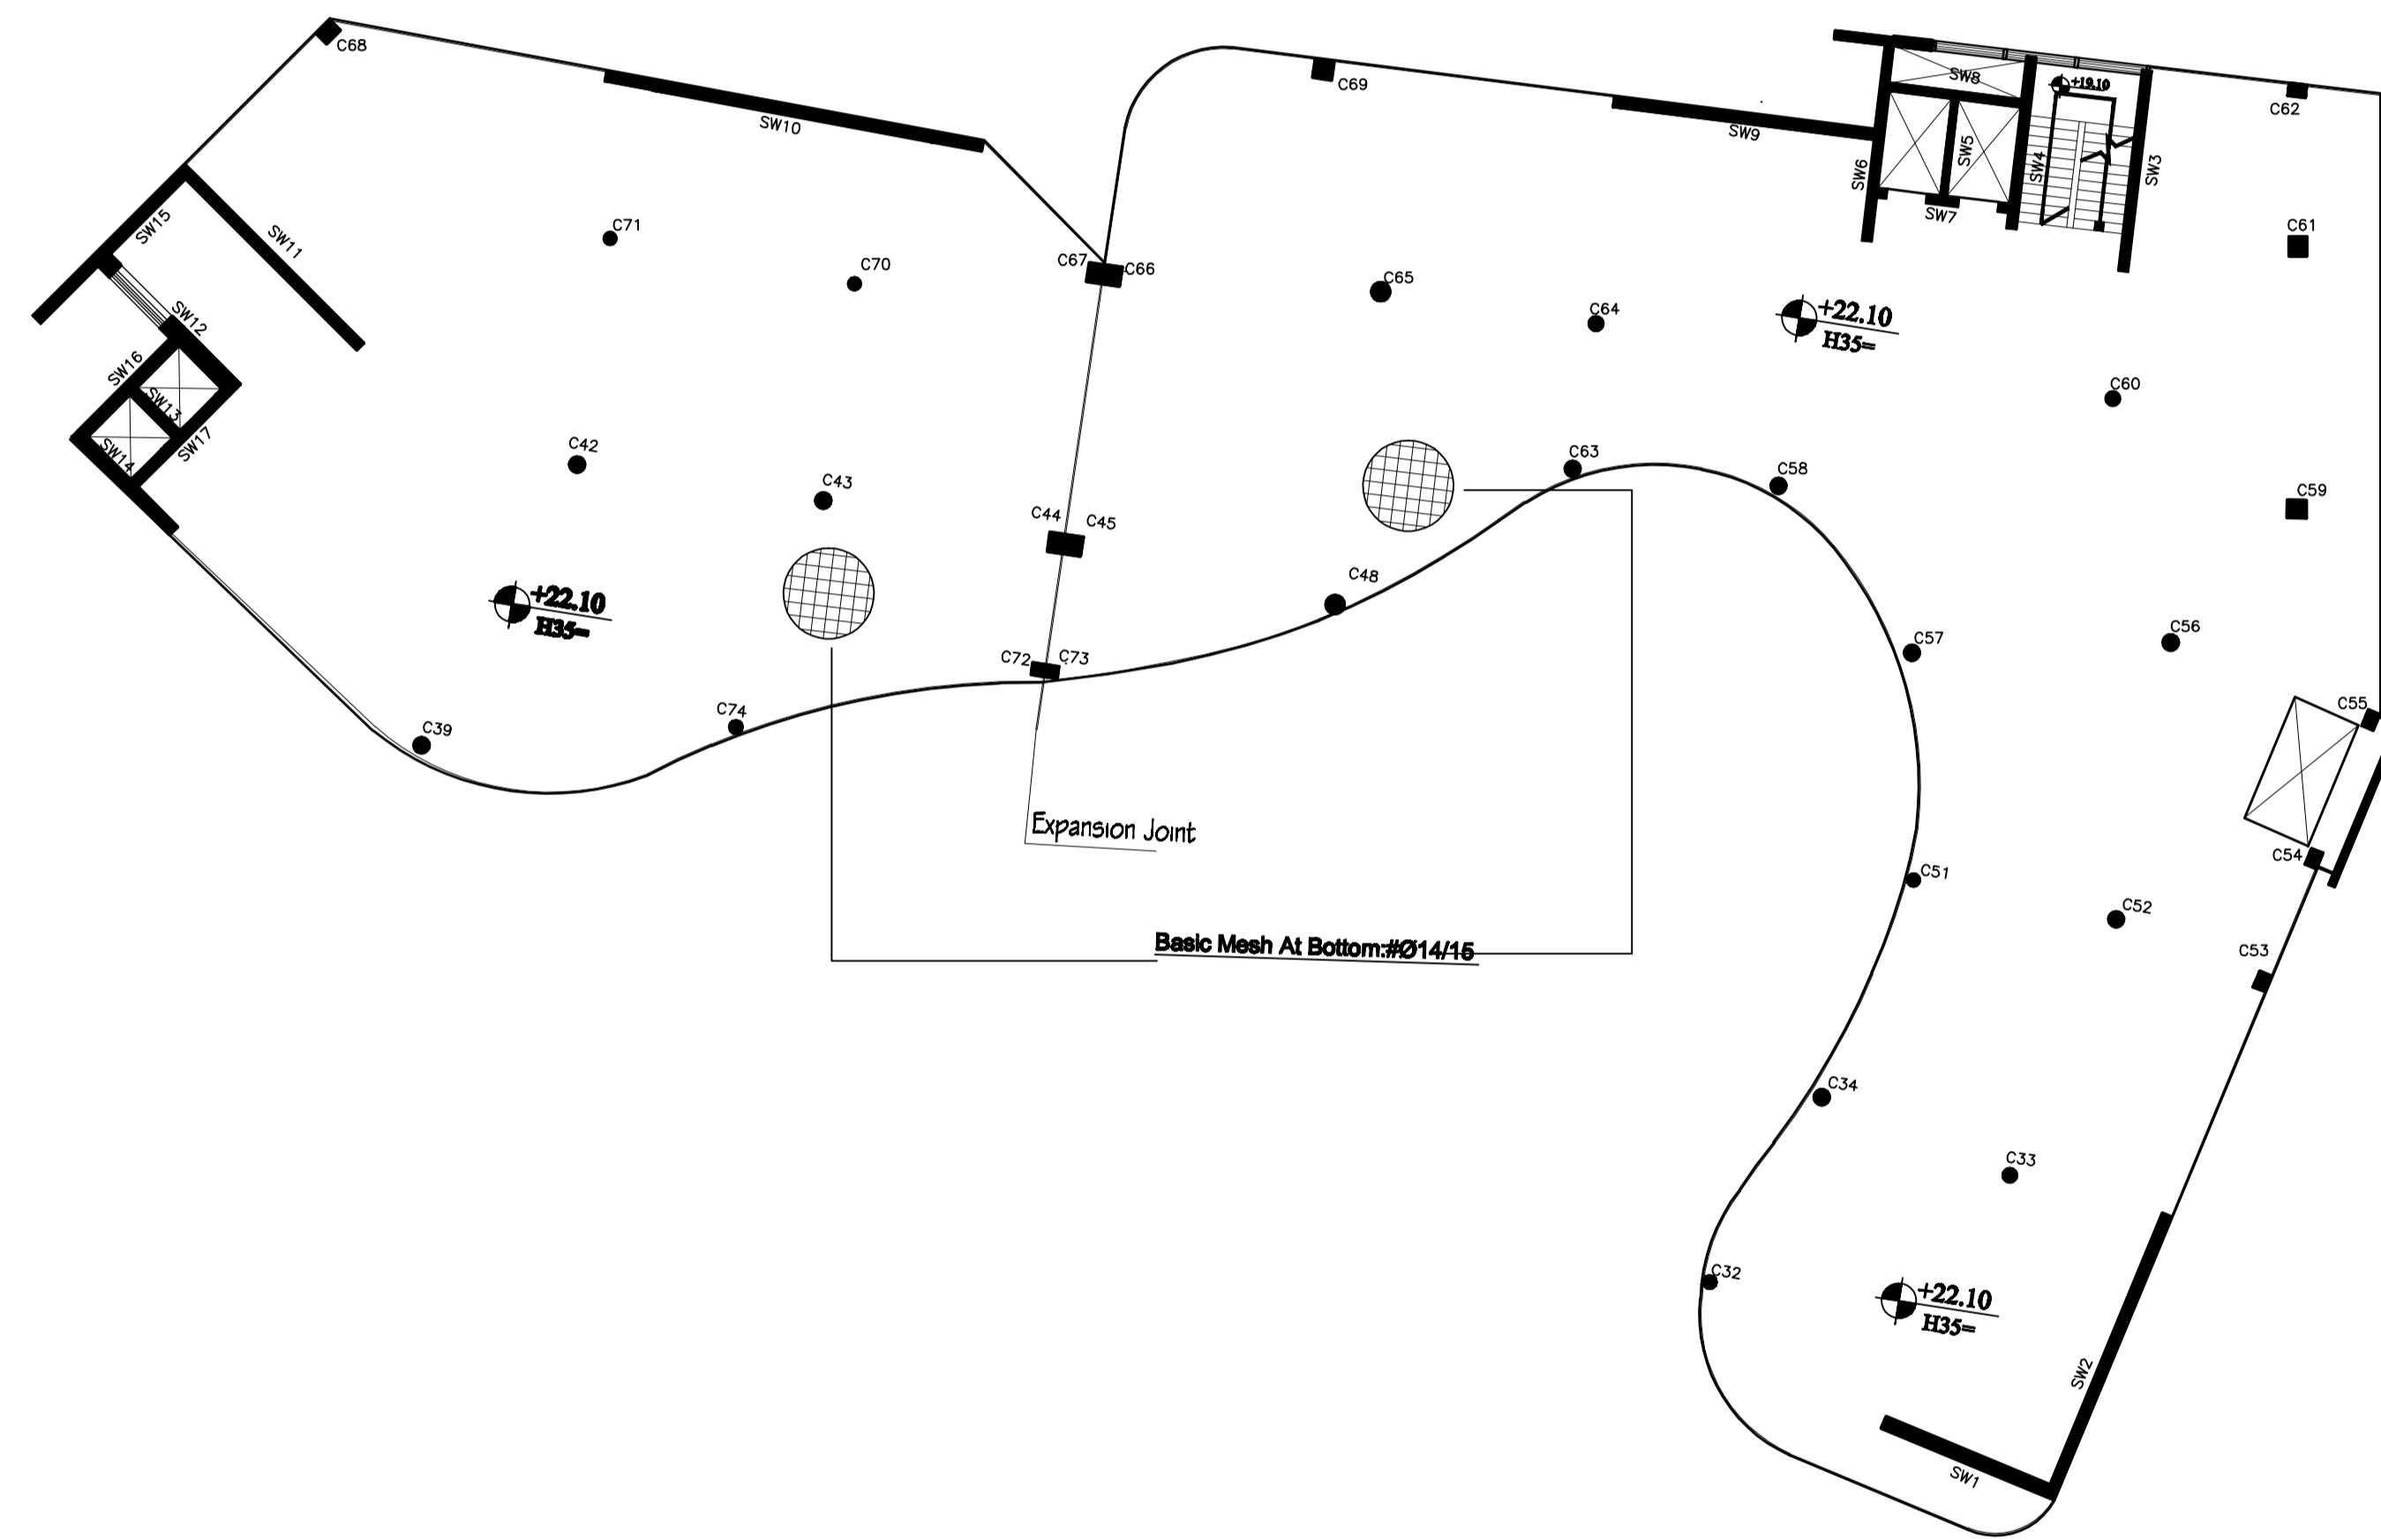 C68
SW10
C69
SW9
SW8
+19.10
C62
SW6
SW5
SW4
SW3
SW7
C61
SW15
SW11
C71
C70
C67
C66
C65
C64
+22.10
H35=
SW12
SW16
SW13
SW14
SW17
C60
C42
C43
C63
C58
C59
C44
C45
C48
+22.10
H35=
C72
C73
C57
C56
C55
C39
C74
Expansion Joint
C54
C51
C52
Basic Mesh At Bottom:#Ø14/15
C53
C34
C33
C32
+22.10
H35=
SW2
SW1